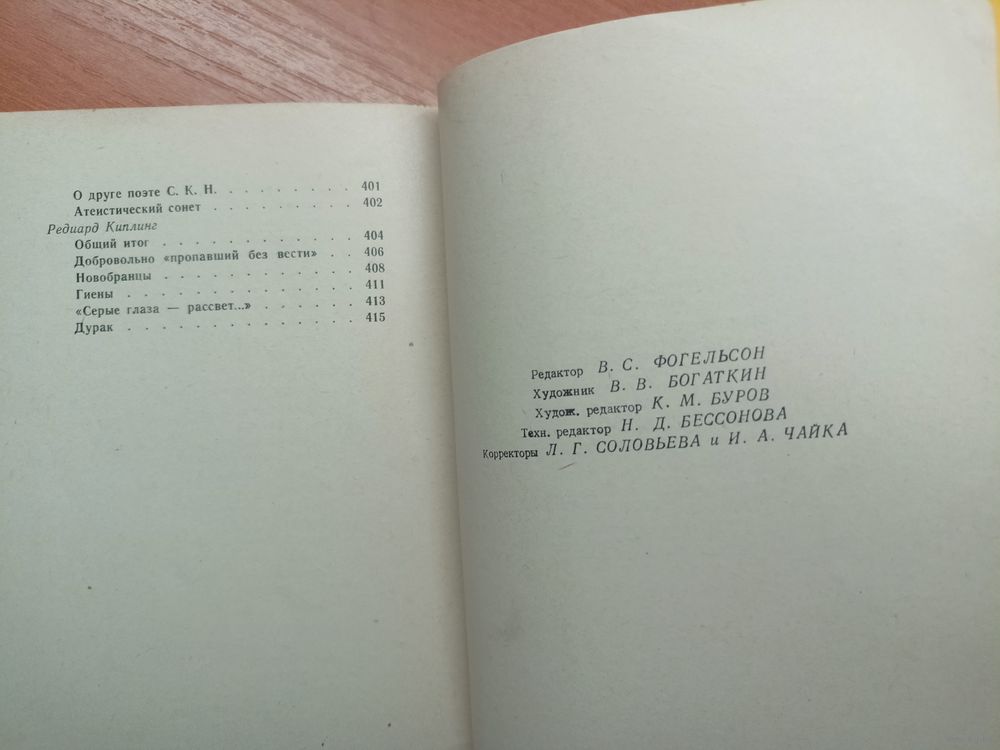 О друге поэте С. К. Н. . . . . . . . . 401
Атеистический сонет . . . . . . . . . 402
Редиард Киплинг
Общий итог . . . . . . . . . . . . 404
Добровольно «пропавший без вести» . . 406
Новобранцы . . . . . . . . . . . . 408
Гиены . . . . . . . . . . . . . . 411
«Серые глаза — рассвет...» . . . . . . 413
Дурак . . . . . . . . . . . . . . 415
Редактор В. С. ФОГЕЛЬСОН
Художник В. В. БОГАТКИН
Худож. редактор К. М. БУРОВ
Техн. редактор Н. Д. БЕССОНОВА
Корректоры Л. Г. СОЛОВЬЕВА и И. А. ЧАЙКА